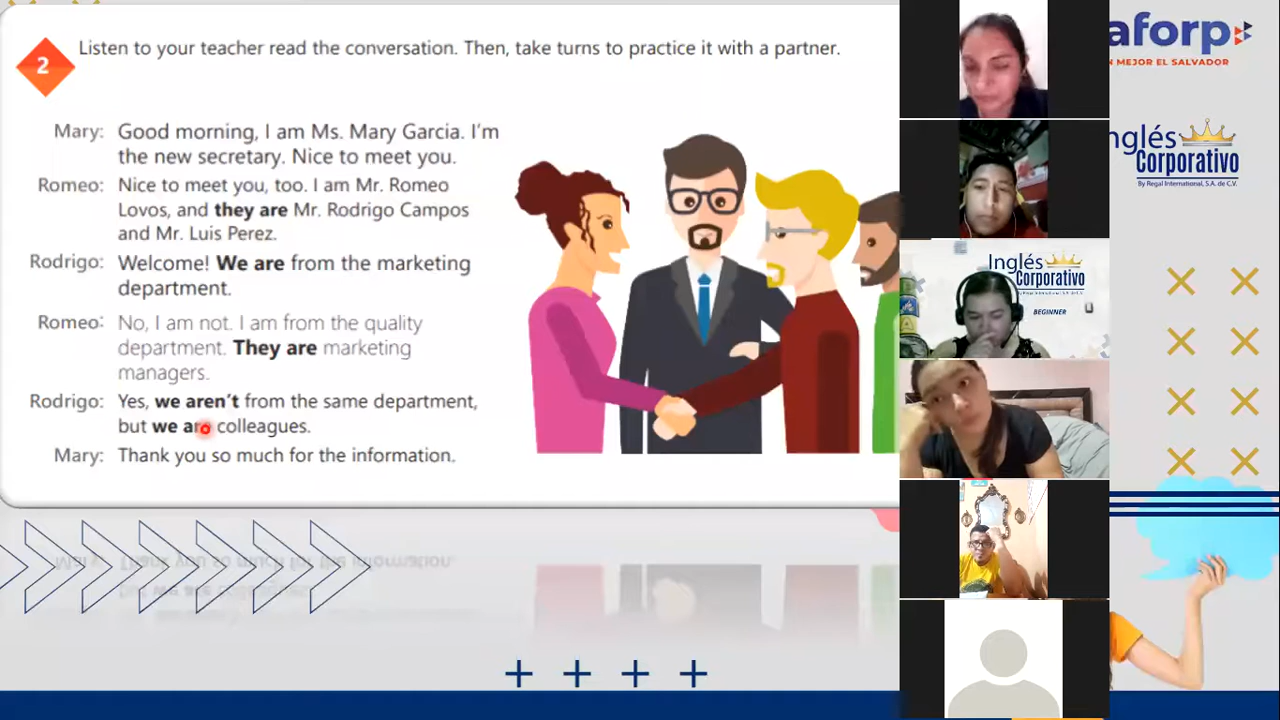 2
Listen to your teacher read the conversation. Then, take turns to practice it with a partner.
Mary: Good morning, I am Ms. Mary Garcia. I'm
the new secretary. Nice to meet you.
Romeo: Nice to meet you, too. I am Mr. Romeo
Lovos, and they are Mr. Rodrigo Campos
and Mr. Luis Perez.
Rodrigo: Welcome! We are from the marketing
department.
Romeo: No, I am not. I am from the quality
department. They are marketing
managers.
Rodrigo: Yes, we aren't from the same department,
but we are colleagues.
Mary: Thank you so much for the information.
aforp
N MEJOR EL SALVADOR
nglés
Corporativo
By Regal International, S.A. de C.V.
Inglés
Corporativo
BEGINNER